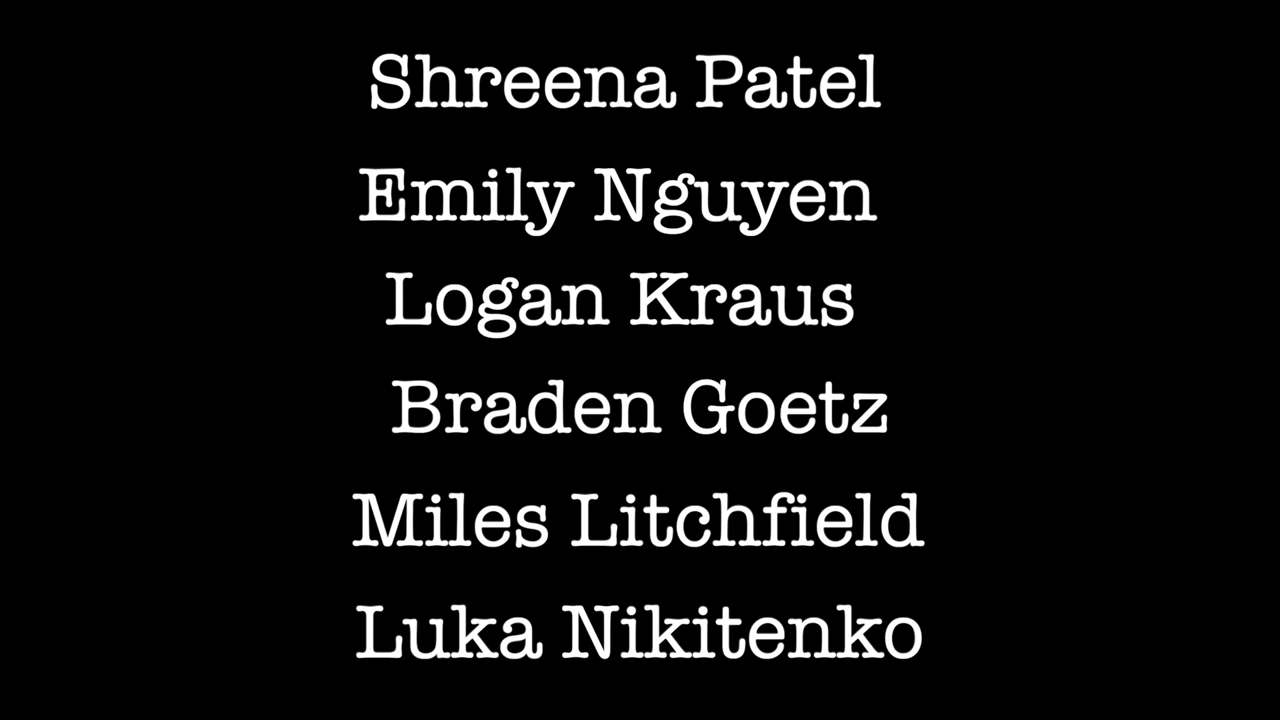 Shreena Patel
Emily Nguyen
Logan Kraus
Braden Goetz
Miles Litchfield
Luka Nikitenko